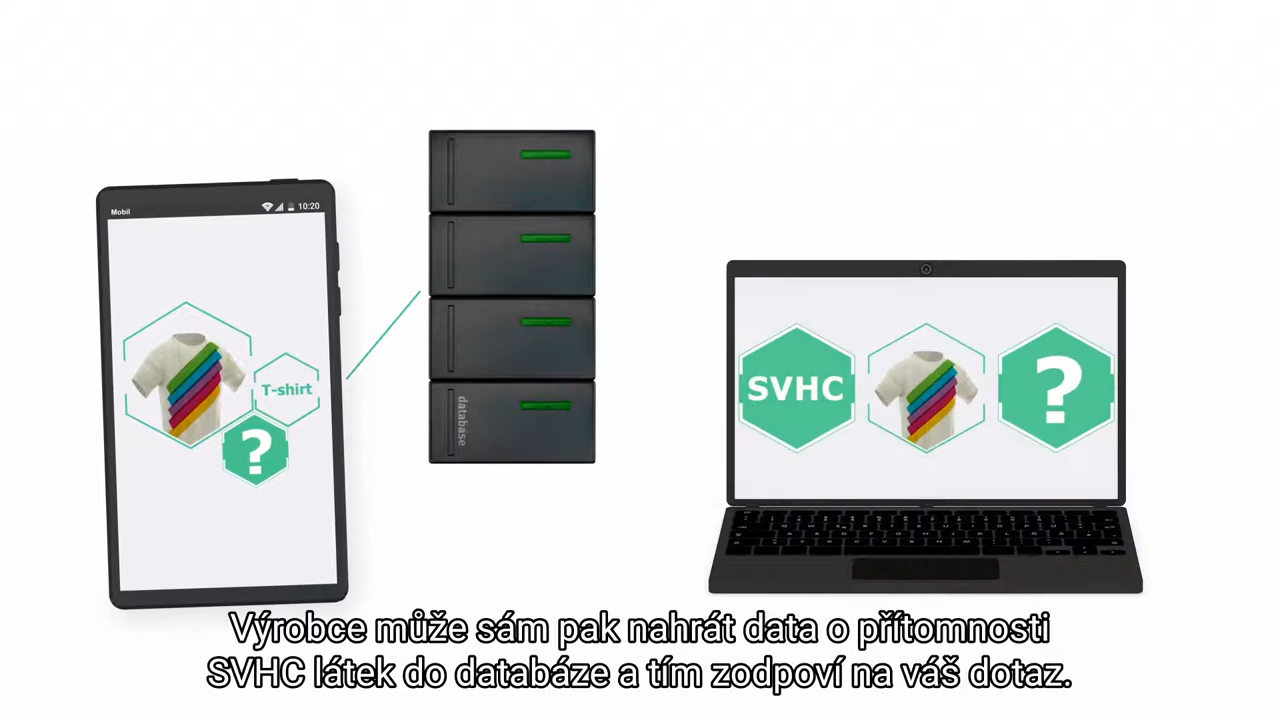 Mobil
10:20
T-shirt
?
database
SVHC
?
Výrobce může sám pak nahrát data o přítomnosti
SVHC látek do databáze a tím zodpoví na váš dotaz.